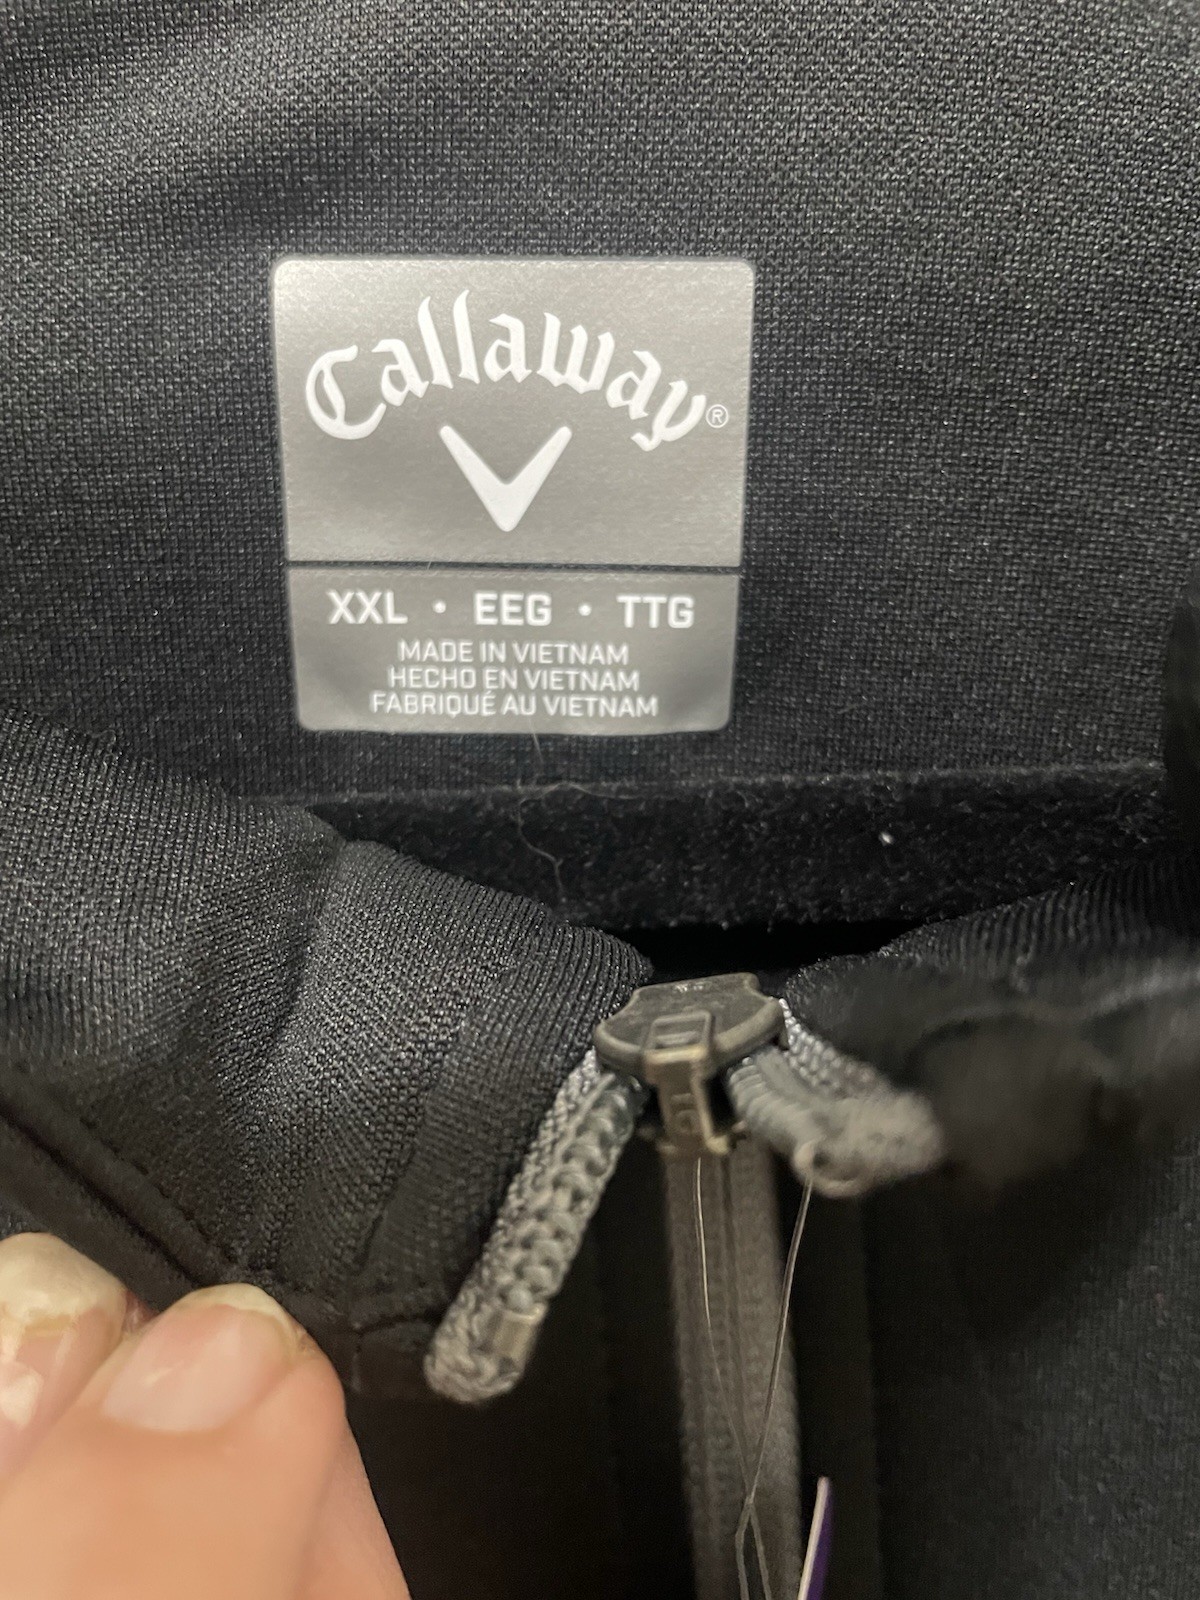 Callaway®
XXL • EEG • TTG
MADE IN VIETNAM
HECHO EN VIETNAM
FABRIQUÉ AU VIETNAM